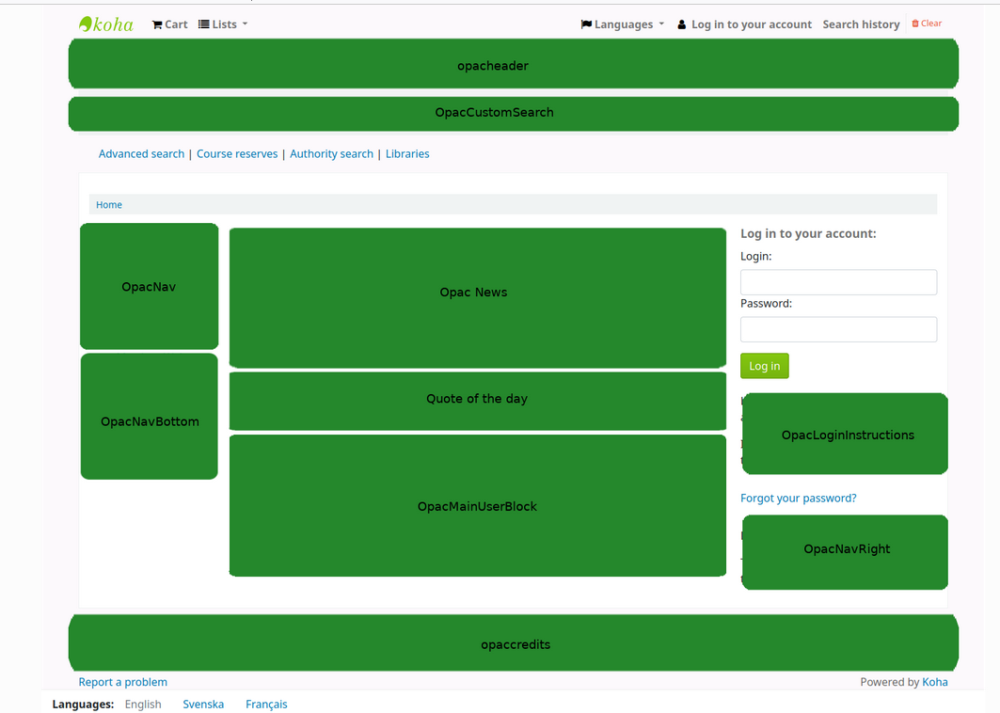 koha Cart Lists Languages Log in to your account Search history Clear
opacheader
OpacCustomSearch
Advanced search | Course reserves | Authority search | Libraries
Home
OpacNav
OpacNavBottom
Opac News
Quote of the day
OpacMainUserBlock
Log in to your account:
Login:
Password:
Log in
OpacLoginInstructions
Forgot your password?
OpacNavRight
opaccredits
Report a problem
Powered by Koha
Languages: English Svenska Français